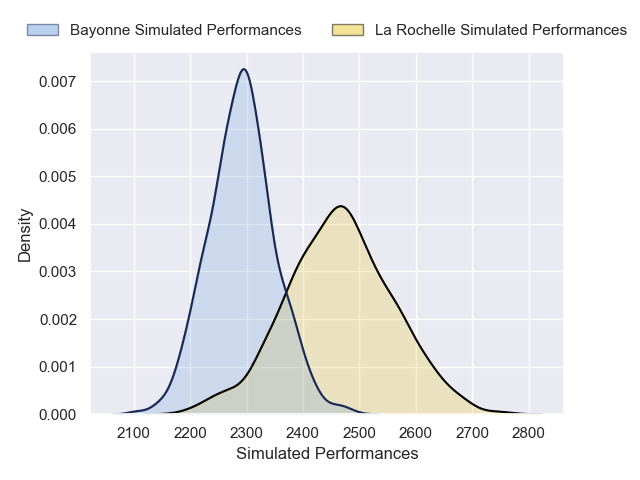 Bayonne Simulated Performances
La Rochelle Simulated Performances
0.007
0.006
0.005
0.004
0.003
0.002
0.001
0.000
Density
2100 2200 2300 2400 2500 2600 2700 2800
Simulated Performances